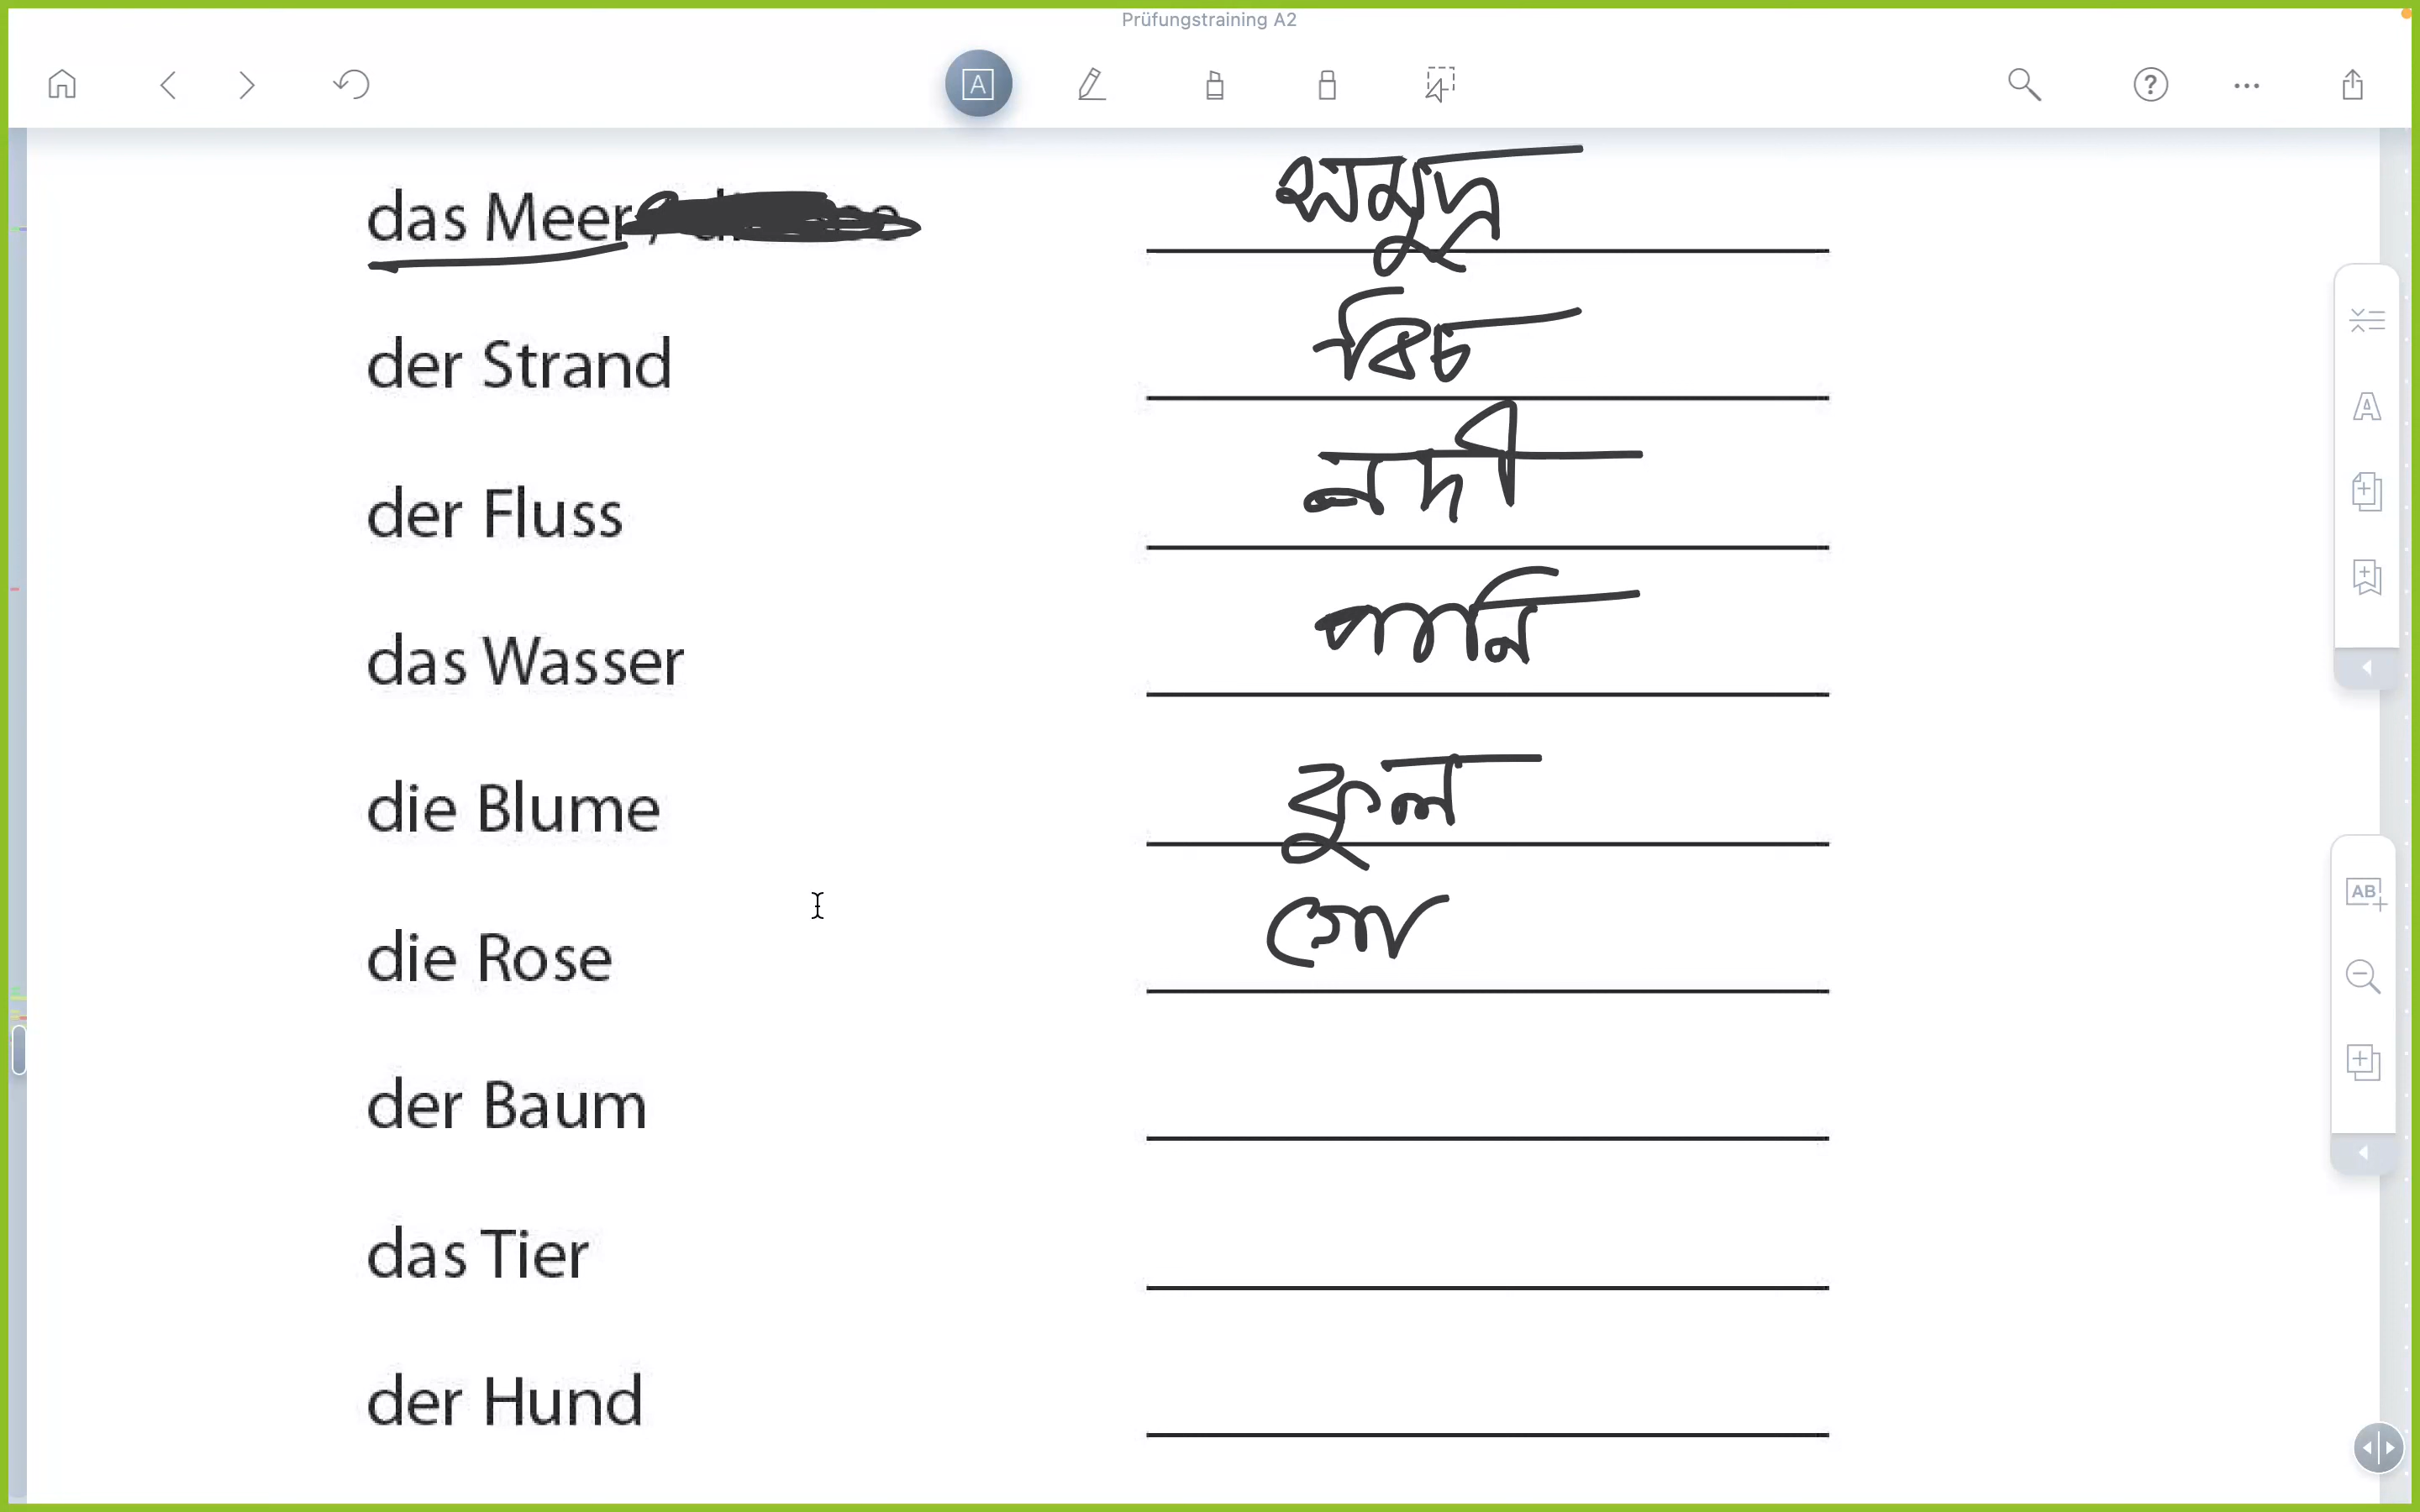 Prüfungstraining A2
das Meer সমুদ্র
der Strand বিচ
der Fluss নদী
das Wasser পানি
die Blume ফুল
die Rose
der Baum
das Tier
der Hund